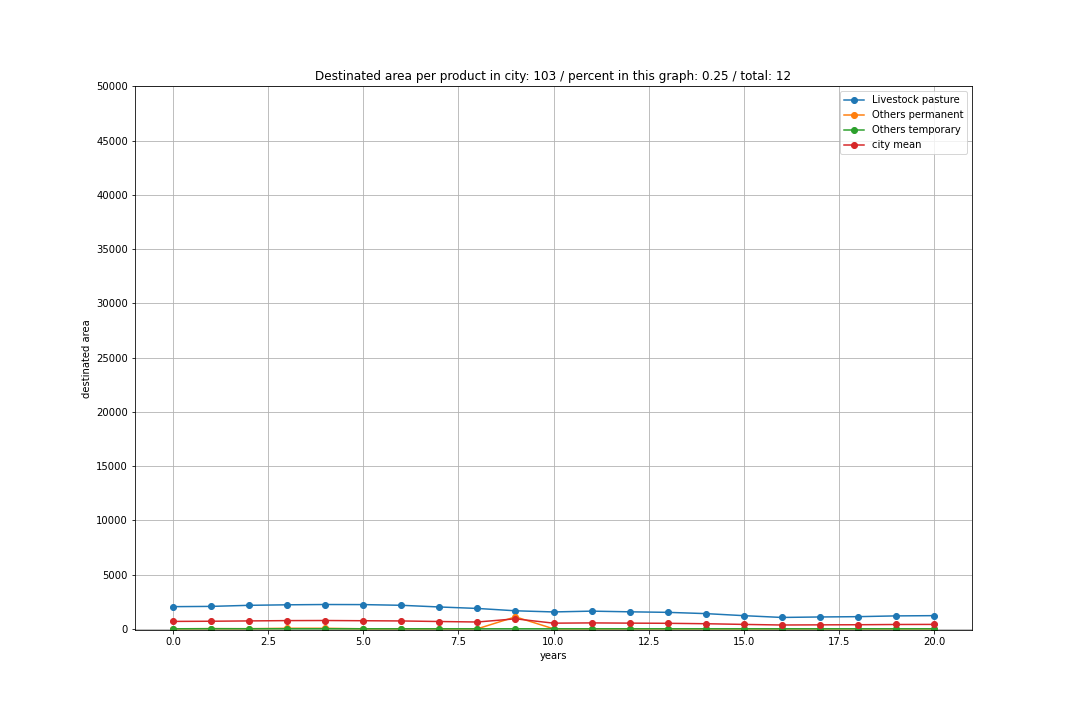 Destinated area per product in city: 103 / percent in this graph: 0.25 / total: 12
50000
45000
40000
35000
30000
25000
20000
15000
10000
5000
0
destinated area
Livestock pasture
Others permanent
Others temporary
city mean
0.0 2.5 5.0 7.5 10.0 12.5 15.0 17.5 20.0
years